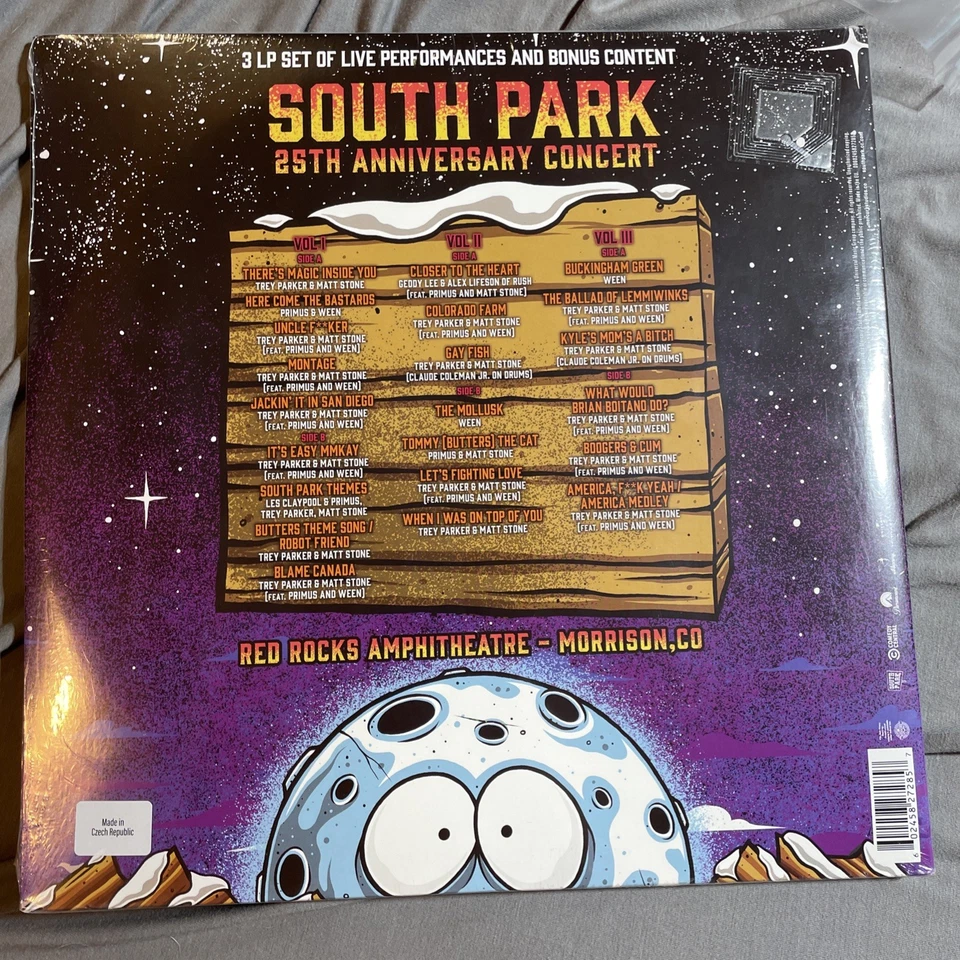 3 LP SET OF LIVE PERFORMANCES AND BONUS CONTENT
SOUTH PARK
25TH ANNIVERSARY CONCERT
VOL I
SIDE A
THERE'S MAGIC INSIDE YOU
TREY PARKER & MATT STONE
HERE COME THE BASTARDS
PRIMUS & WEEN
UNCLE F**KER
TREY PARKER & MATT STONE
[FEAT. PRIMUS AND WEEN]
MONTAGE
TREY PARKER & MATT STONE
[FEAT. PRIMUS AND WEEN]
JACKIN' IT IN SAN DIEGO
TREY PARKER & MATT STONE
[FEAT. PRIMUS AND WEEN]
SIDE B
IT'S EASY MMKAY
TREY PARKER & MATT STONE
[FEAT. PRIMUS AND WEEN]
SOUTH PARK THEMES
LES CLAYPOOL & PRIMUS,
TREY PARKER, MATT STONE
BUTTERS THEME SONG /
ROBOT FRIEND
TREY PARKER & MATT STONE
BLAME CANADA
TREY PARKER & MATT STONE
[FEAT. PRIMUS AND WEEN]
VOL II
SIDE A
CLOSER TO THE HEART
GEDDY LEE & ALEX LIFESON OF RUSH
[FEAT. PRIMUS AND MATT STONE]
COLORADO FARM
TREY PARKER & MATT STONE
[FEAT. PRIMUS AND WEEN]
GAY FISH
TREY PARKER & MATT STONE
[CLAUDE COLEMAN JR. ON DRUMS]
SIDE B
THE MOLLUSK
WEEN
TOMMY [BUTTERS] THE CAT
PRIMUS & MATT STONE
LET'S FIGHTING LOVE
TREY PARKER & MATT STONE
[FEAT. PRIMUS AND WEEN]
WHEN I WAS ON TOP OF YOU
TREY PARKER & MATT STONE
VOL III
SIDE A
BUCKINGHAM GREEN
WEEN
THE BALLAD OF LEMMIWINKS
TREY PARKER & MATT STONE
[FEAT. PRIMUS AND WEEN]
KYLE'S MOM'S A BITCH
TREY PARKER & MATT STONE
[CLAUDE COLEMAN JR. ON DRUMS]
SIDE B
WHAT WOULD
BRIAN BOITANO DO?
TREY PARKER & MATT STONE
[FEAT. PRIMUS AND WEEN]
BOOGERS & CUM
TREY PARKER & MATT STONE
[FEAT. PRIMUS AND WEEN]
AMERICA, F**K YEAH /
AMERICA MEDLEY
TREY PARKER & MATT STONE
[FEAT. PRIMUS AND WEEN]
RED ROCKS AMPHITHEATRE - MORRISON,CO
COMEDY
CENTRAL
SOUTH
PARK
6 02458 27285 7
Made in
Czech Republic